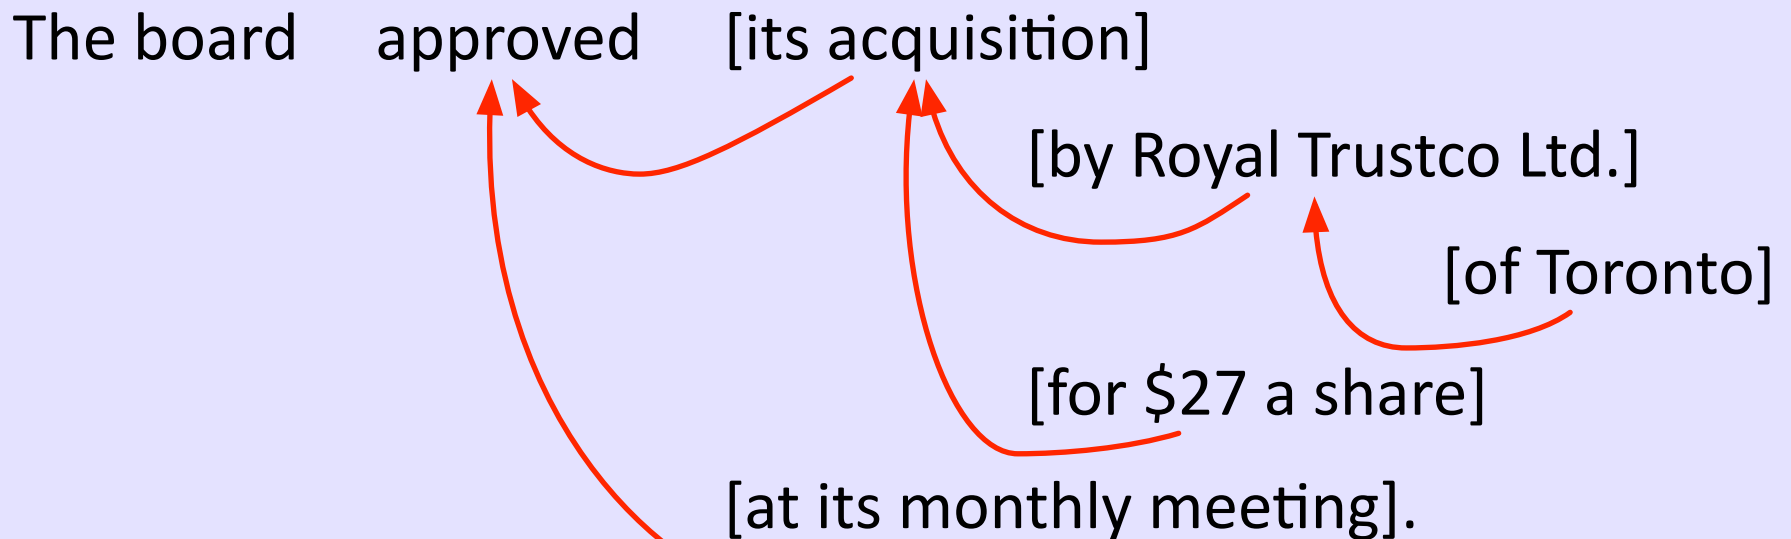 The board approved [its acquisition]
[by Royal Trustco Ltd.]
[of Toronto]
[for $27 a share]
[at its monthly meeting].